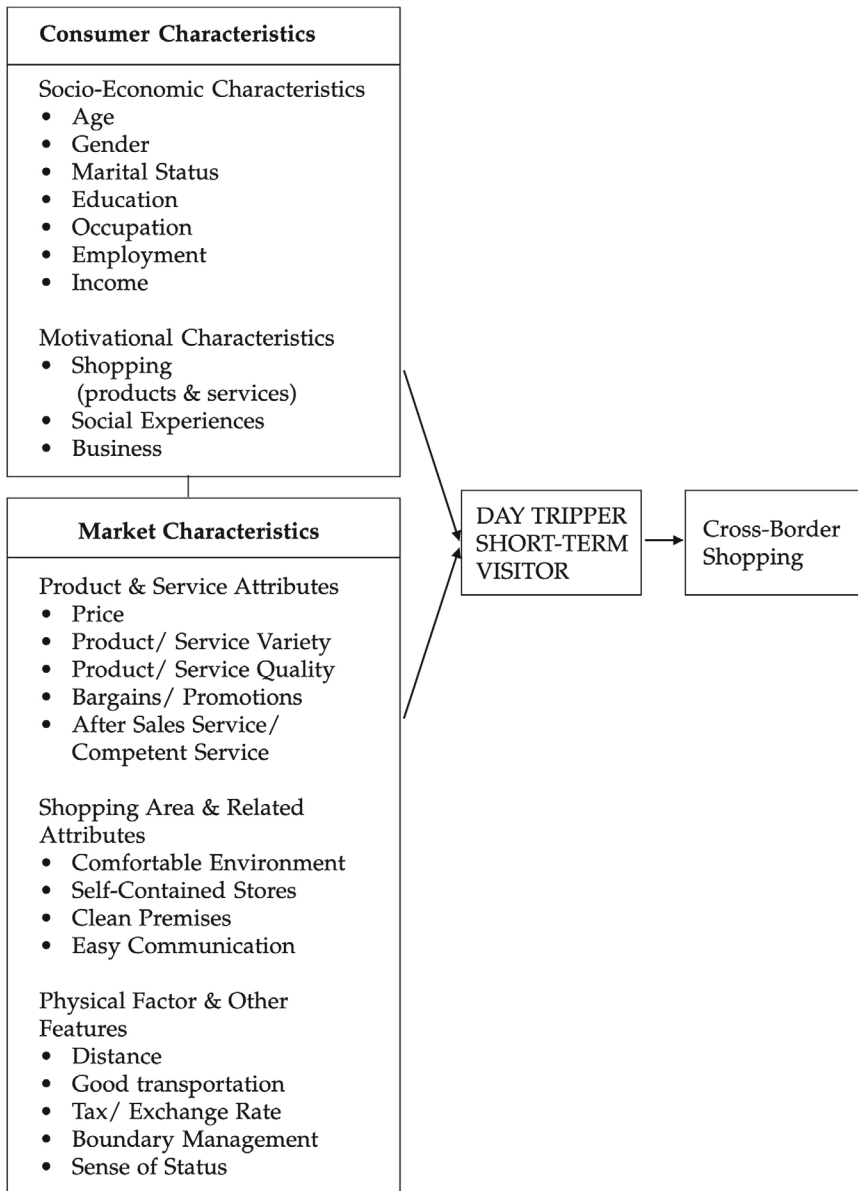 Consumer Characteristics
Socio-Economic Characteristics
• Age
• Gender
• Marital Status
• Education
• Occupation
• Employment
• Income
Motivational Characteristics
• Shopping
(products & services)
• Social Experiences
• Business
Market Characteristics
Product & Service Attributes
• Price
• Product/ Service Variety
• Product/ Service Quality
• Bargains/ Promotions
• After Sales Service/
Competent Service
Shopping Area & Related
Attributes
• Comfortable Environment
• Self-Contained Stores
• Clean Premises
• Easy Communication
Physical Factor & Other
Features
• Distance
• Good transportation
• Tax/ Exchange Rate
• Boundary Management
• Sense of Status
DAY TRIPPER
SHORT-TERM
VISITOR
Cross-Border
Shopping